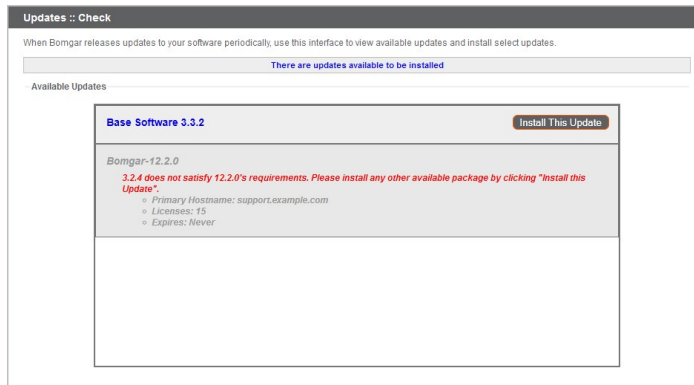 Updates :: Check
When Bomgar releases updates to your software periodically, use this interface to view available updates and install select updates.
There are updates available to be installed
Available Updates
Base Software 3.3.2
Install This Update
Bomgar-12.2.0
3.2.4 does not satisfy 12.2.0's requirements. Please install any other available package by clicking "Install this
Update".
Primary Hostname: support.example.com
Licenses: 15
Expires: Never